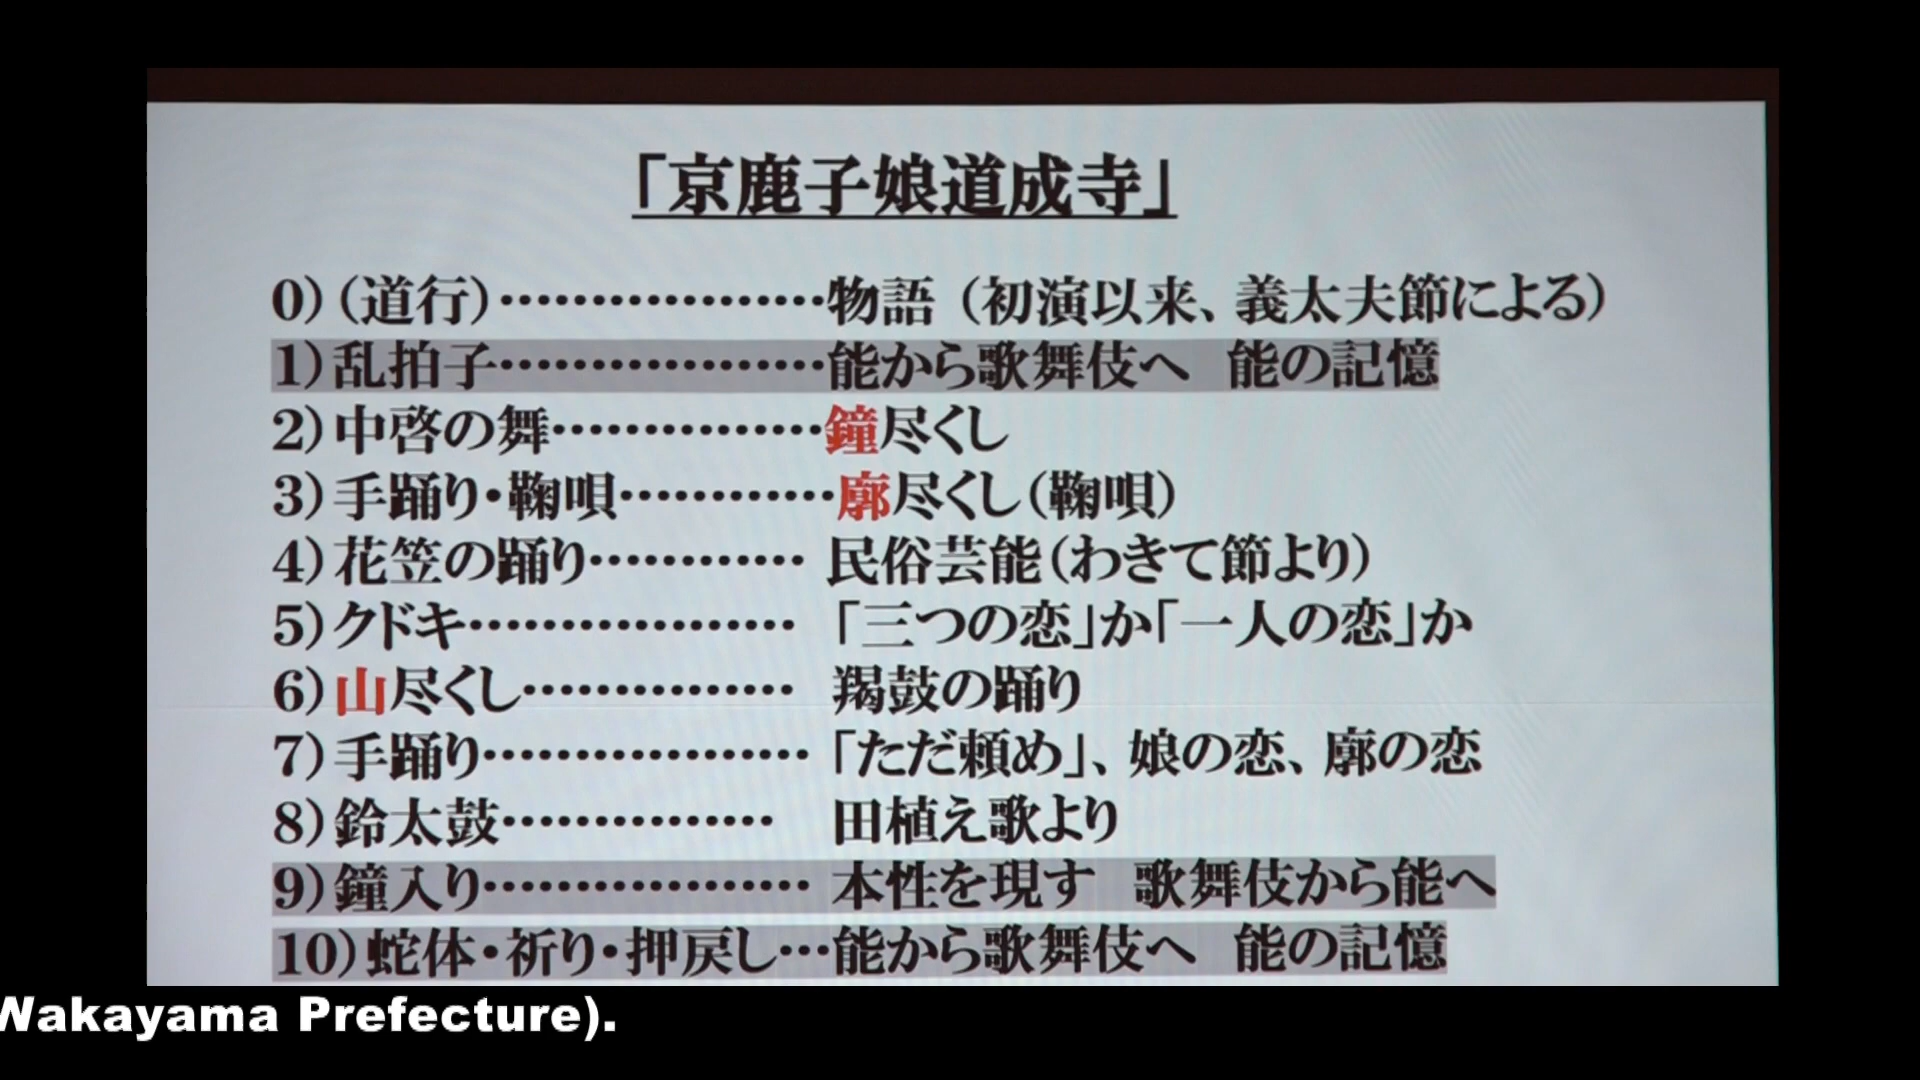 「京鹿子娘道成寺」
0)（道行）………………物語（初演以来、義太夫節による）
1)乱拍子………………能から歌舞伎へ　能の記憶
2)中啓の舞……………鐘尽くし
3)手踊り・鞠唄…………廓尽くし（鞠唄）
4)花笠の踊り………… 民俗芸能（わきて節より）
5)クドキ……………… 「三つの恋」か「一人の恋」か
6)山尽くし…………… 羯鼓の踊り
7)手踊り………………「ただ頼め」、娘の恋、廓の恋
8)鈴太鼓…………… 田植え歌より
9)鐘入り……………… 本性を現す　歌舞伎から能へ
10)蛇体・祈り・押戻し…能から歌舞伎へ　能の記憶
Wakayama Prefecture).